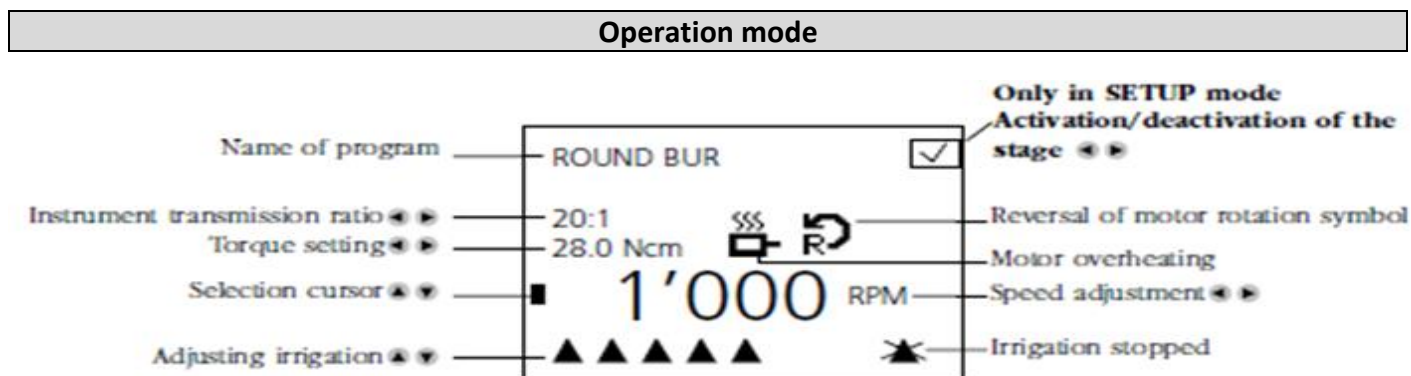 Operation mode
Only in SETUP mode
Activation/deactivation of the
stage ◀ ▶
Name of program
ROUND BUR
Instrument transmission ratio ◀ ▶
20:1
Reversal of motor rotation symbol
Torque setting ◀ ▶
28.0 Ncm
R
Motor overheating
Selection cursor ▲ ▼
1'000 RPM
Speed adjustment ◀ ▶
Adjusting irrigation ▲ ▼
Irrigation stopped